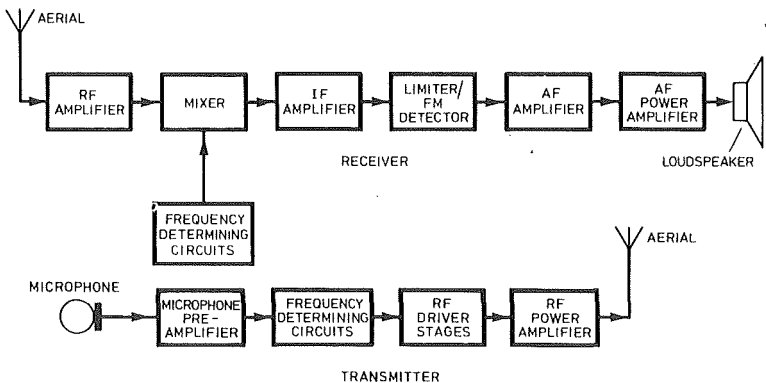 AERIAL
RF
AMPLIFIER
MIXER
IF
AMPLIFIER
LIMITER/
FM
DETECTOR
AF
AMPLIFIER
AF
POWER
AMPLIFIER
LOUDSPEAKER
RECEIVER
FREQUENCY
DETERMINING
CIRCUITS
AERIAL
MICROPHONE
MICROPHONE
PRE-
AMPLIFIER
FREQUENCY
DETERMINING
CIRCUITS
RF
DRIVER
STAGES
RF
POWER
AMPLIFIER
TRANSMITTER